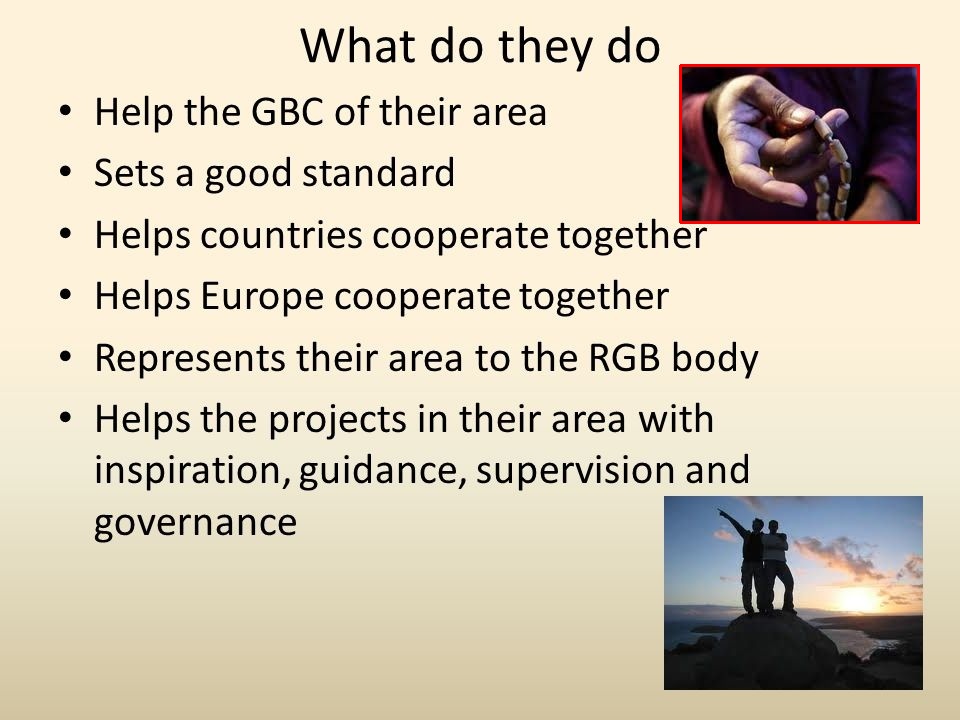 What do they do
• Help the GBC of their area
• Sets a good standard
• Helps countries cooperate together
• Helps Europe cooperate together
• Represents their area to the RGB body
• Helps the projects in their area with
inspiration, guidance, supervision and
governance